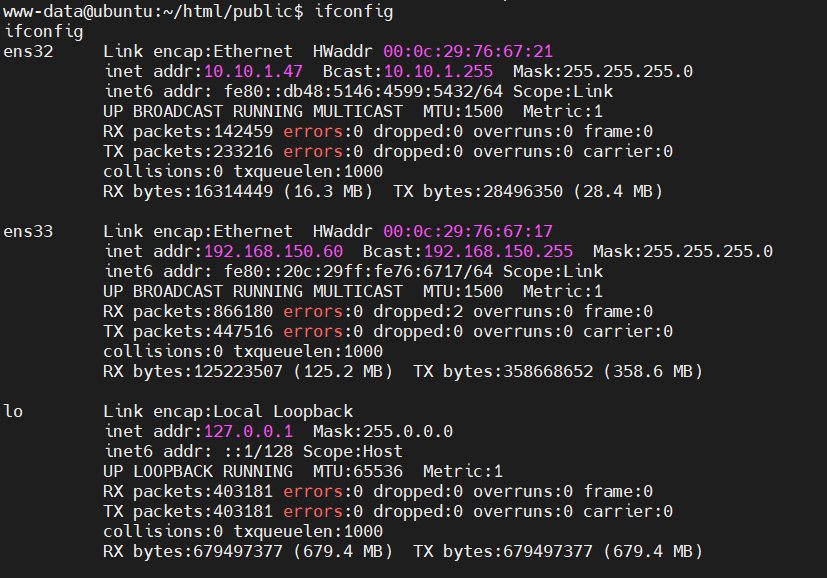 www-data@ubuntu:~/html/public$ ifconfig
ifconfig
ens32     Link encap:Ethernet  HWaddr 00:0c:29:76:67:21
          inet addr:10.10.1.47  Bcast:10.10.1.255  Mask:255.255.255.0
          inet6 addr: fe80::db48:5146:4599:5432/64 Scope:Link
          UP BROADCAST RUNNING MULTICAST  MTU:1500  Metric:1
          RX packets:142459 errors:0 dropped:0 overruns:0 frame:0
          TX packets:233216 errors:0 dropped:0 overruns:0 carrier:0
          collisions:0 txqueuelen:1000
          RX bytes:16314449 (16.3 MB)  TX bytes:28496350 (28.4 MB)

ens33     Link encap:Ethernet  HWaddr 00:0c:29:76:67:17
          inet addr:192.168.150.60  Bcast:192.168.150.255  Mask:255.255.255.0
          inet6 addr: fe80::20c:29ff:fe76:6717/64 Scope:Link
          UP BROADCAST RUNNING MULTICAST  MTU:1500  Metric:1
          RX packets:866180 errors:0 dropped:2 overruns:0 frame:0
          TX packets:447516 errors:0 dropped:0 overruns:0 carrier:0
          collisions:0 txqueuelen:1000
          RX bytes:125223507 (125.2 MB)  TX bytes:358668652 (358.6 MB)

lo        Link encap:Local Loopback
          inet addr:127.0.0.1  Mask:255.0.0.0
          inet6 addr: ::1/128 Scope:Host
          UP LOOPBACK RUNNING  MTU:65536  Metric:1
          RX packets:403181 errors:0 dropped:0 overruns:0 frame:0
          TX packets:403181 errors:0 dropped:0 overruns:0 carrier:0
          collisions:0 txqueuelen:1000
          RX bytes:679497377 (679.4 MB)  TX bytes:679497377 (679.4 MB)